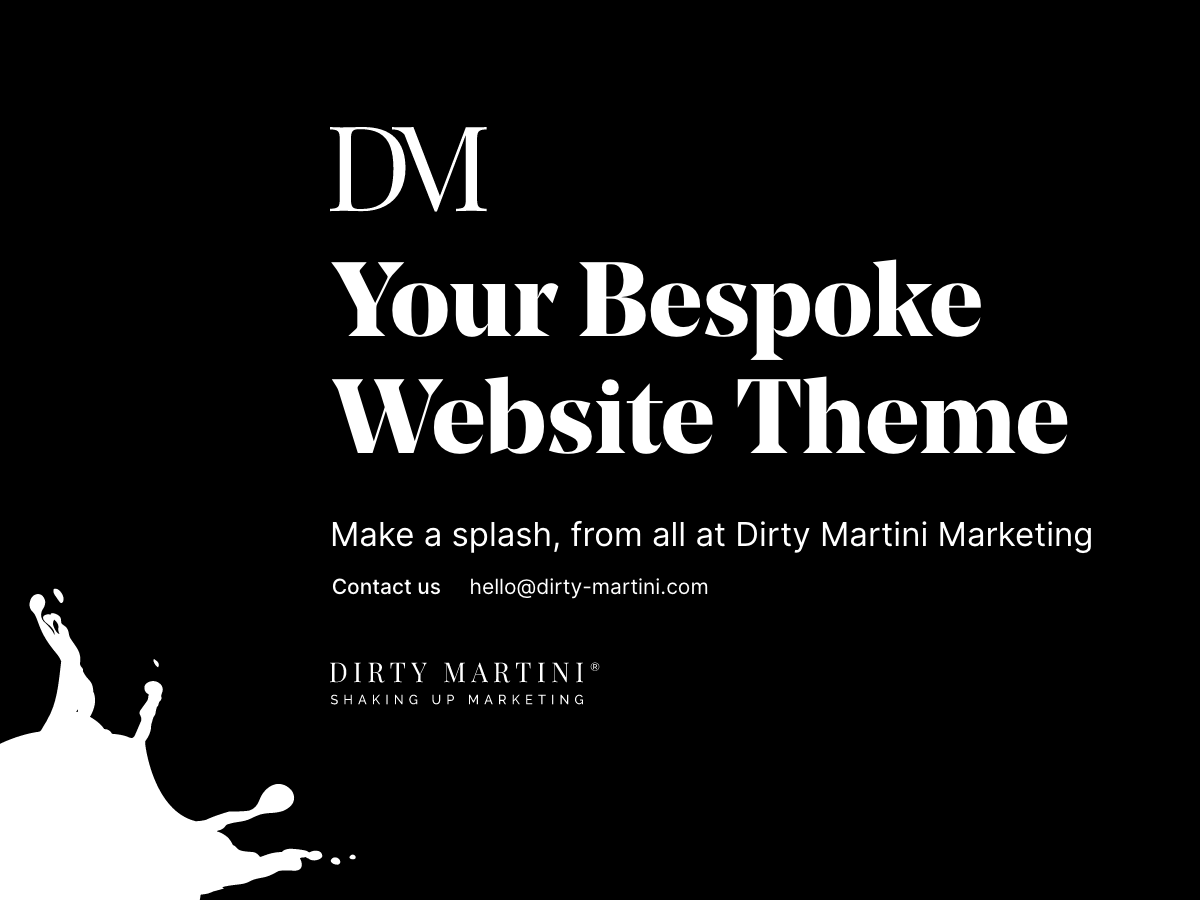 DM
Your Bespoke
Website Theme
Make a splash, from all at Dirty Martini Marketing
Contact us hello@dirty-martini.com
DIRTY MARTINI®
SHAKING UP MARKETING